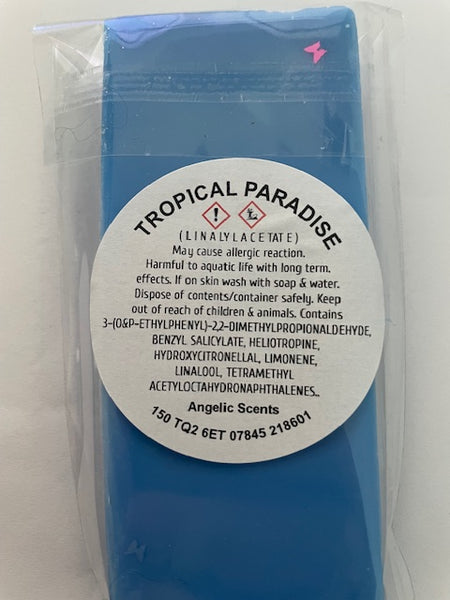 TROPICAL PARADISE
(LINALYLACETATE)
May cause allergic reaction.
Harmful to aquatic life with long term.
effects. If on skin wash with soap & water.
Dispose of contents/container safely. Keep
out of reach of children & animals. Contains
3-(O&P-ETHYLPHENYL)-2,2-DIMETHYLPROPIONALDEHYDE,
BENZYL SALICYLATE, HELIOTROPINE,
HYDROXYCITRONELLAL, LIMONENE,
LINALOOL, TETRAMETHYL
ACETYLOCTAHYDRONAPHTHALENES..
Angelic Scents
150 TQ2 6ET 07845 218601